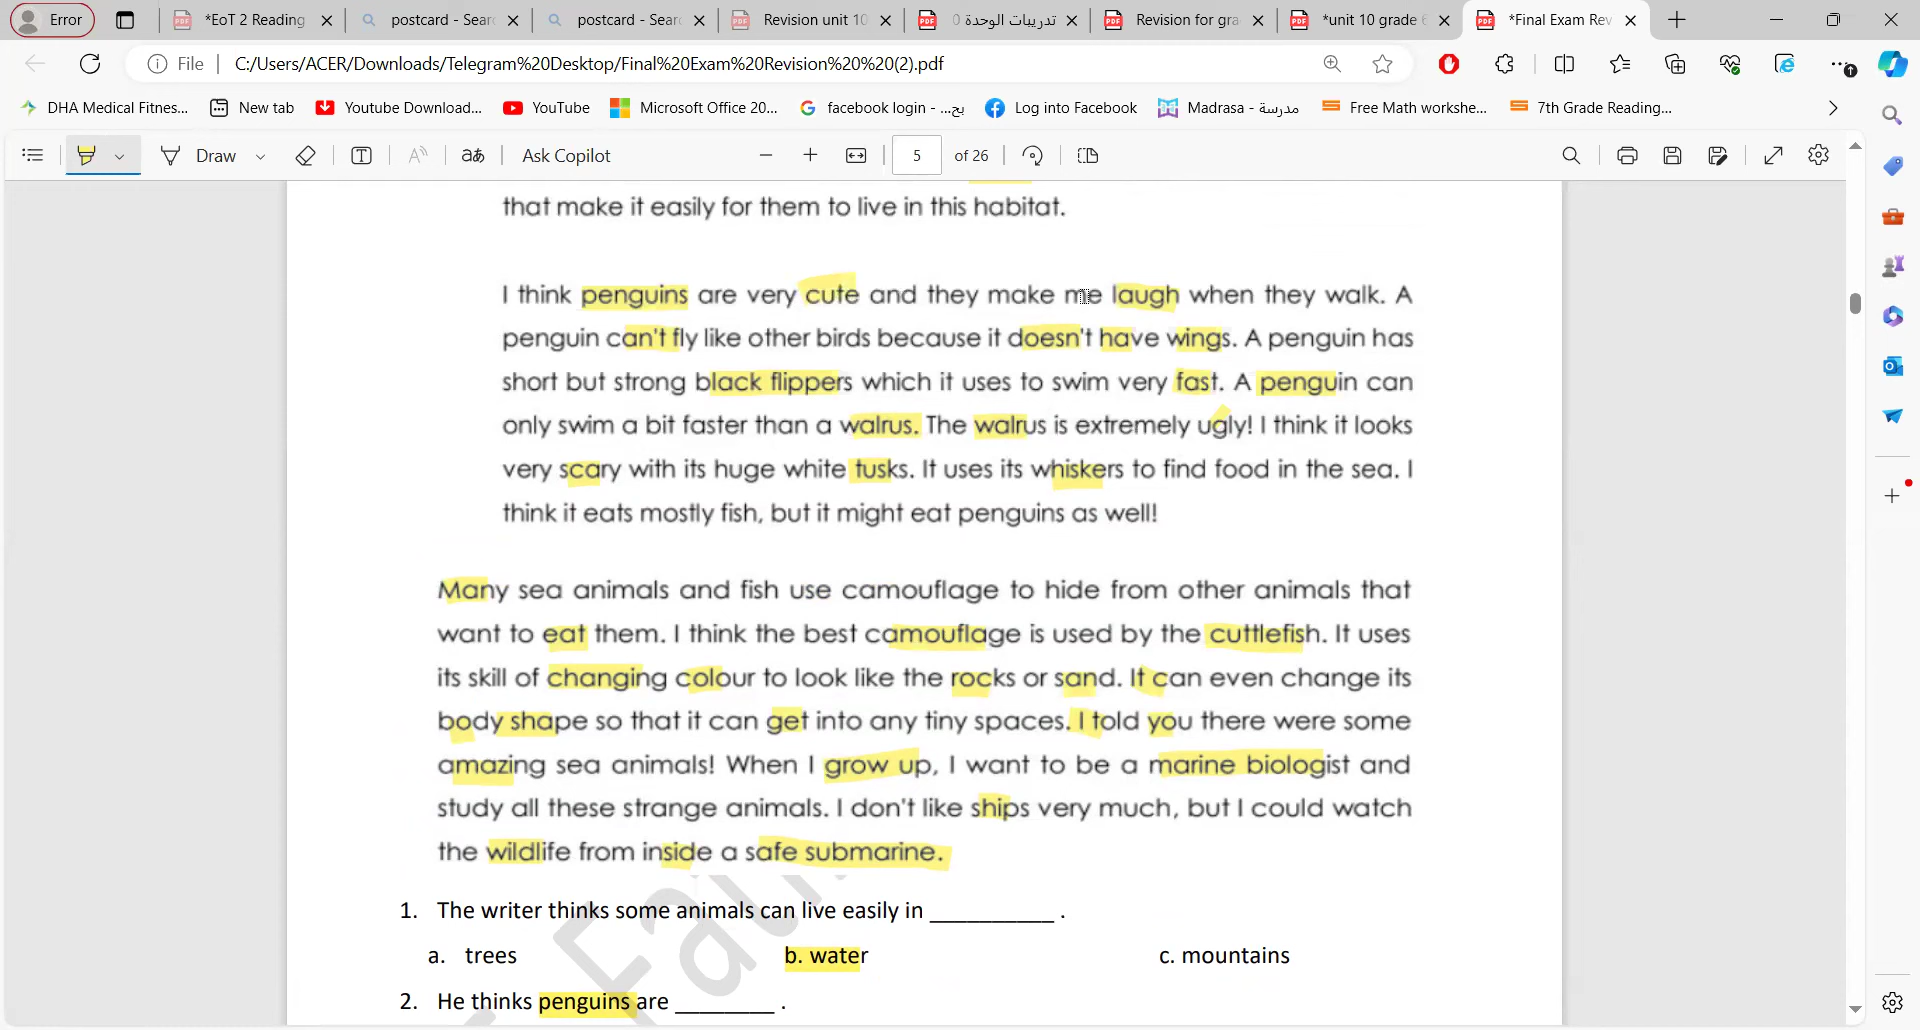 Error
*EoT 2 Reading
postcard - Sear
postcard - Sear
Revision unit 10
تدريبات الوحدة 0
Revision for gra
*unit 10 grade 6
*Final Exam Rev
File
C:/Users/ACER/Downloads/Telegram%20Desktop/Final%20Exam%20Revision%20%20(2).pdf
DHA Medical Fitnes...
New tab
Youtube Download...
YouTube
Microsoft Office 20...
facebook login - بح...
Log into Facebook
Madrasa - مدرسة
Free Math workshe...
7th Grade Reading...
Draw
Ask Copilot
5 of 26
that make it easily for them to live in this habitat.
I think penguins are very cute and they make me laugh when they walk. A
penguin can't fly like other birds because it doesn't have wings. A penguin has
short but strong black flippers which it uses to swim very fast. A penguin can
only swim a bit faster than a walrus. The walrus is extremely ugly! I think it looks
very scary with its huge white tusks. It uses its whiskers to find food in the sea. I
think it eats mostly fish, but it might eat penguins as well!
Many sea animals and fish use camouflage to hide from other animals that
want to eat them. I think the best camouflage is used by the cuttlefish. It uses
its skill of changing colour to look like the rocks or sand. It can even change its
body shape so that it can get into any tiny spaces. I told you there were some
amazing sea animals! When I grow up, I want to be a marine biologist and
study all these strange animals. I don't like ships very much, but I could watch
the wildlife from inside a safe submarine.
1. The writer thinks some animals can live easily in __________ .
a. trees b. water c. mountains
2. He thinks penguins are ________ .